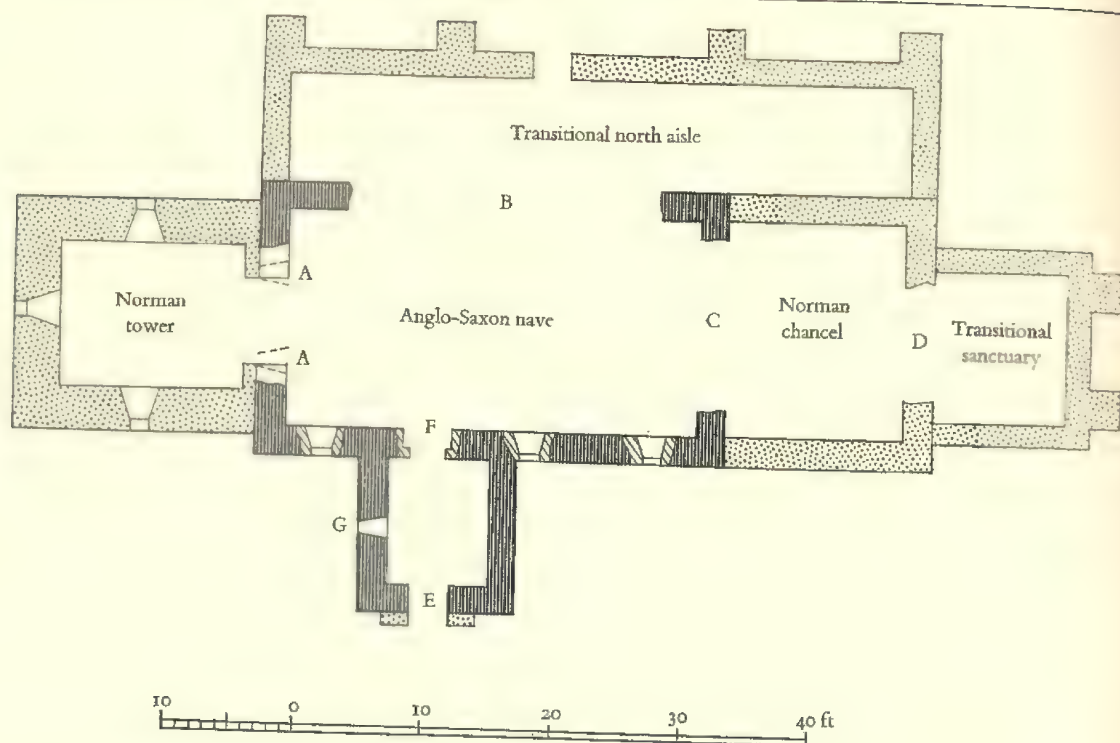 Transitional north aisle
B
A
Norman
tower
Anglo-Saxon nave
C
Norman
chancel
D
Transitional
sanctuary
A
F
G
E
10 0 10 20 30 40 ft